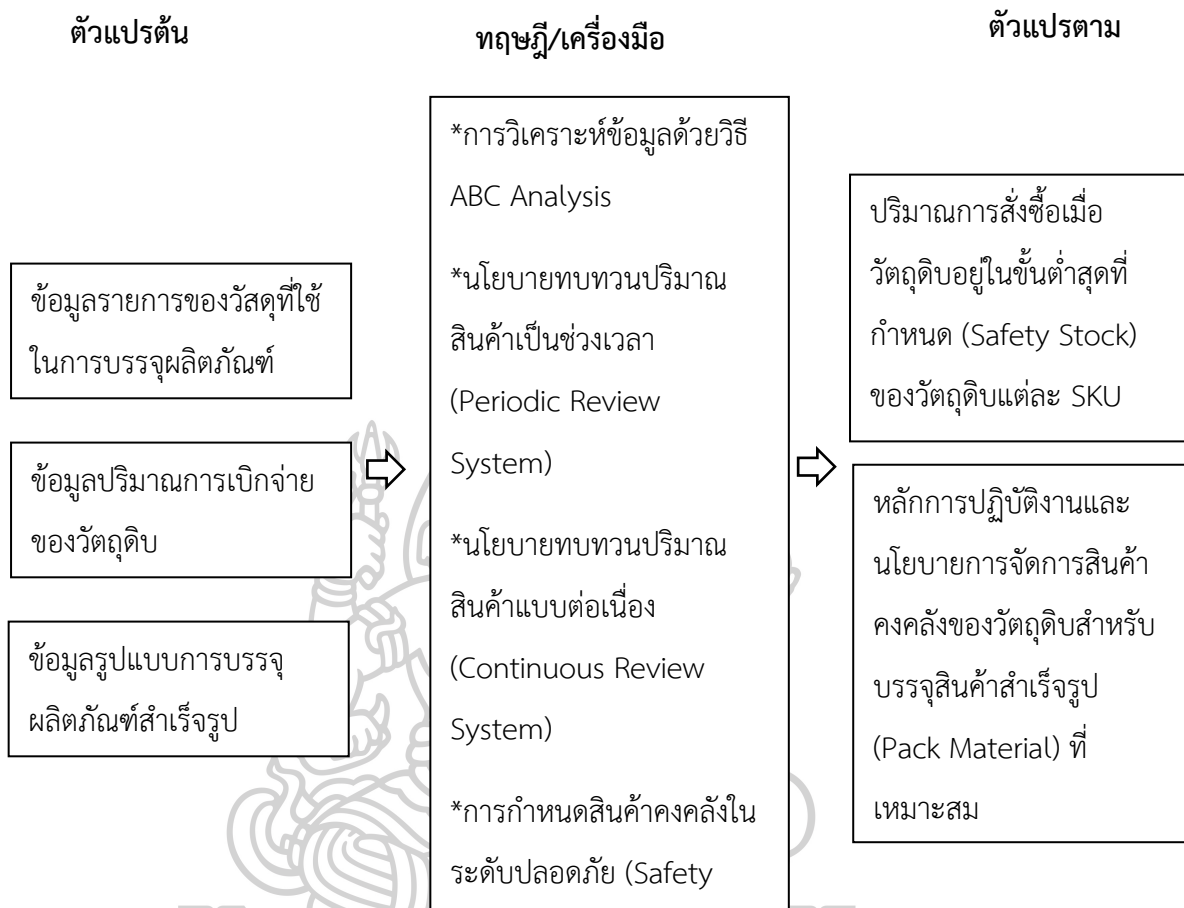 ตัวแปรต้น
ทฤษฎี/เครื่องมือ
ตัวแปรตาม
ข้อมูลรายการของวัสดุที่ใช้
ในการบรรจุผลิตภัณฑ์
ข้อมูลปริมาณการเบิกจ่าย
ของวัตถุดิบ
ข้อมูลรูปแบบการบรรจุ
ผลิตภัณฑ์สำเร็จรูป
*การวิเคราะห์ข้อมูลด้วยวิธี
ABC Analysis
*นโยบายทบทวนปริมาณ
สินค้าเป็นช่วงเวลา
(Periodic Review
System)
*นโยบายทบทวนปริมาณ
สินค้าแบบต่อเนื่อง
(Continuous Review
System)
*การกำหนดสินค้าคงคลังใน
ระดับปลอดภัย (Safety
ปริมาณการสั่งซื้อเมื่อ
วัตถุดิบอยู่ในขั้นต่ำสุดที่
กำหนด (Safety Stock)
ของวัตถุดิบแต่ละ SKU
หลักการปฏิบัติงานและ
นโยบายการจัดการสินค้า
คงคลังของวัตถุดิบสำหรับ
บรรจุสินค้าสำเร็จรูป
(Pack Material) ที่
เหมาะสม